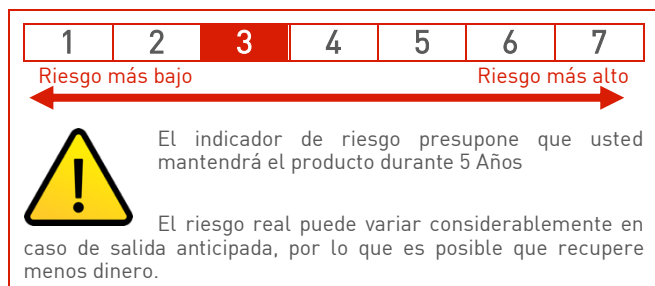 1 2 3 4 5 6 7
Riesgo más bajo Riesgo más alto
El indicador de riesgo presupone que usted
mantendrá el producto durante 5 Años
El riesgo real puede variar considerablemente en
caso de salida anticipada, por lo que es posible que recupere
menos dinero.